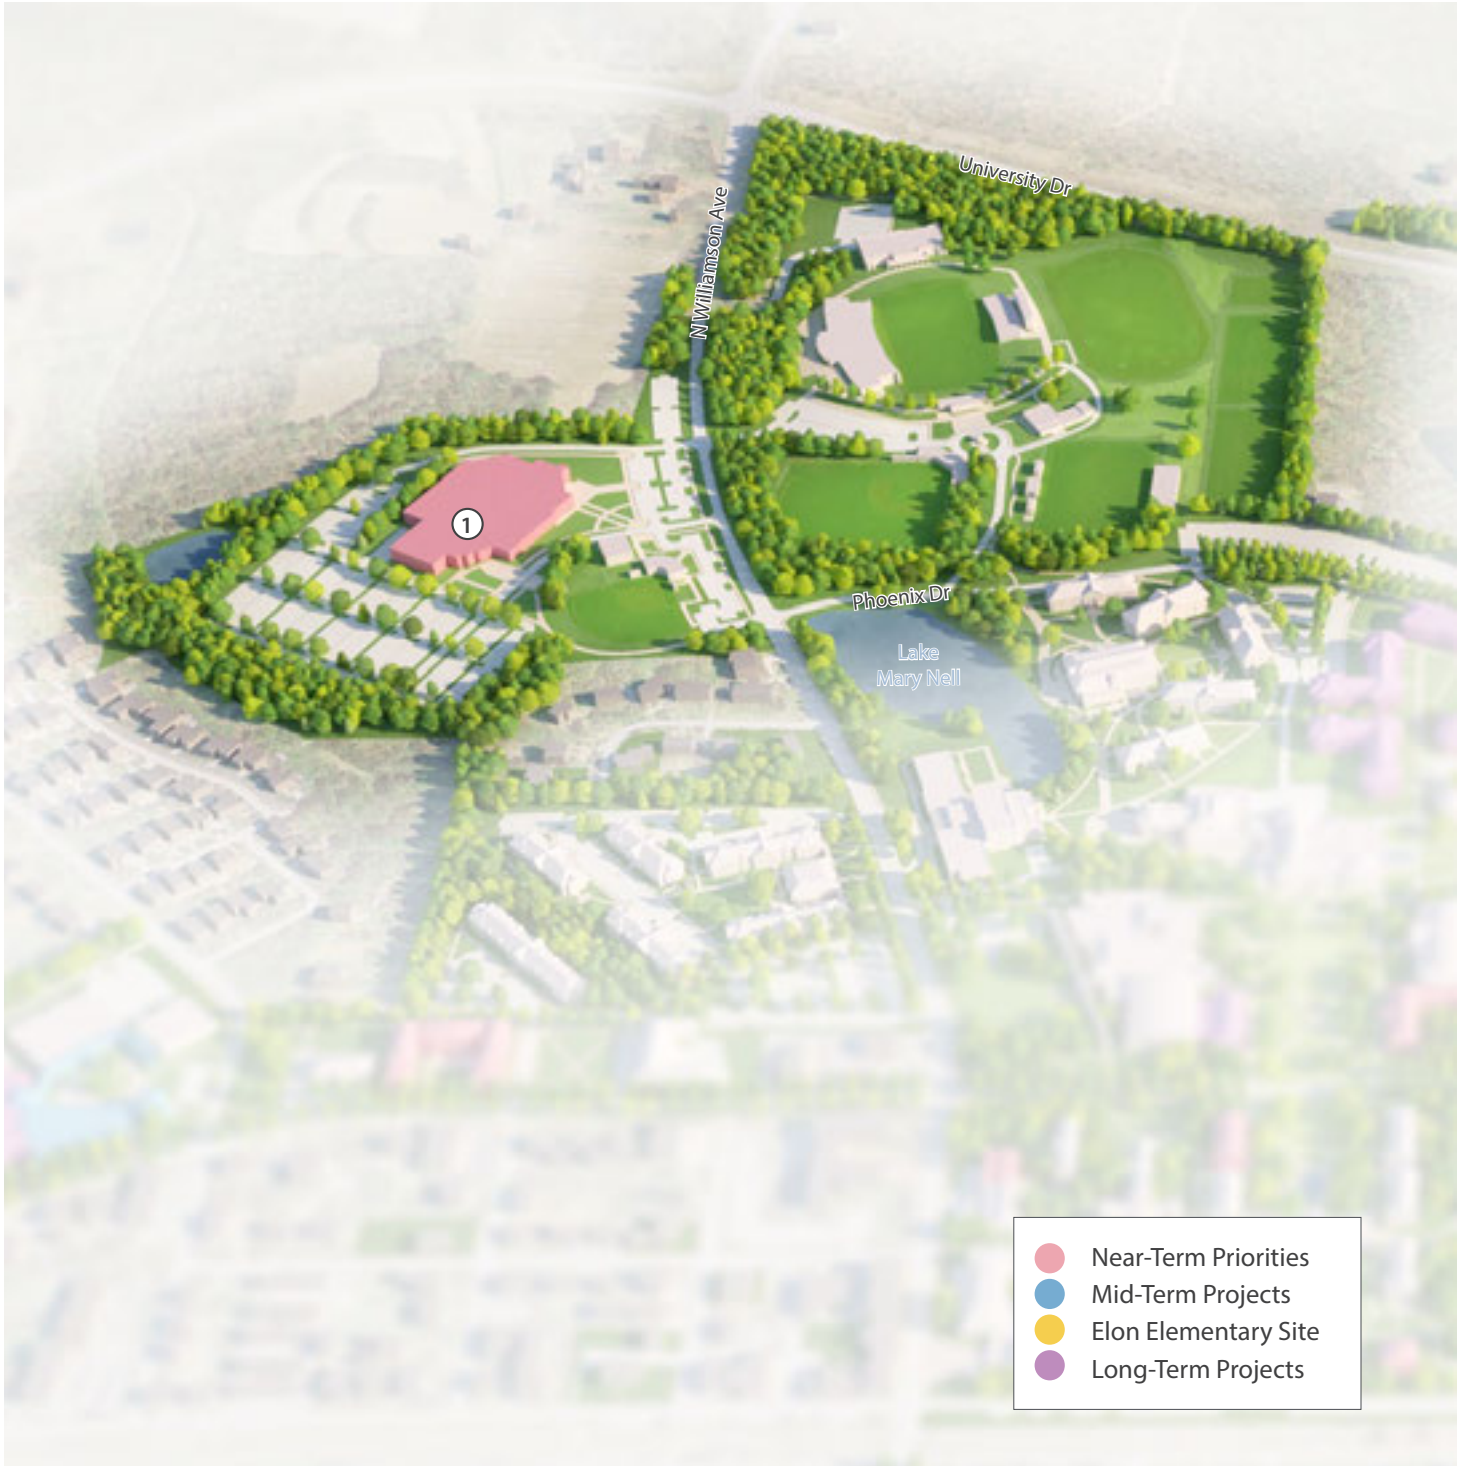 University Dr
N Williamson Ave
1
Phoenix Dr
Lake
Mary Nell
Near-Term Priorities
Mid-Term Projects
Elon Elementary Site
Long-Term Projects